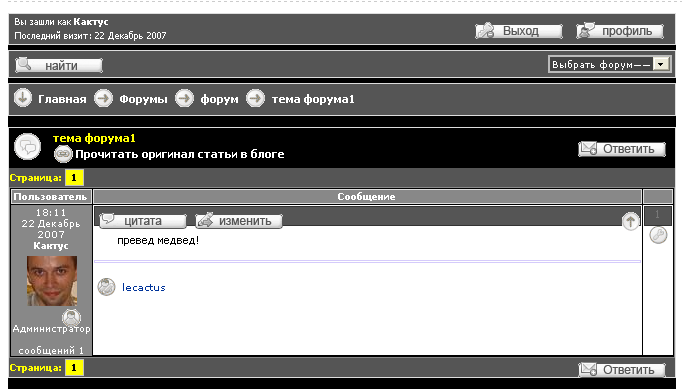 Вы зашли как Кактус
Последний визит: 22 Декабрь 2007
Выход
профиль
найти
Выбрать форум——
Главная Форумы форум тема форума1
тема форума1
Прочитать оригинал статьи в блоге
Ответить
Страница: 1
Пользователь Сообщение
18:11
22 Декабрь
2007
Кактус
Администратор
сообщений 1
цитата изменить
1
превед медвед!
lecactus
Страница: 1
Ответить